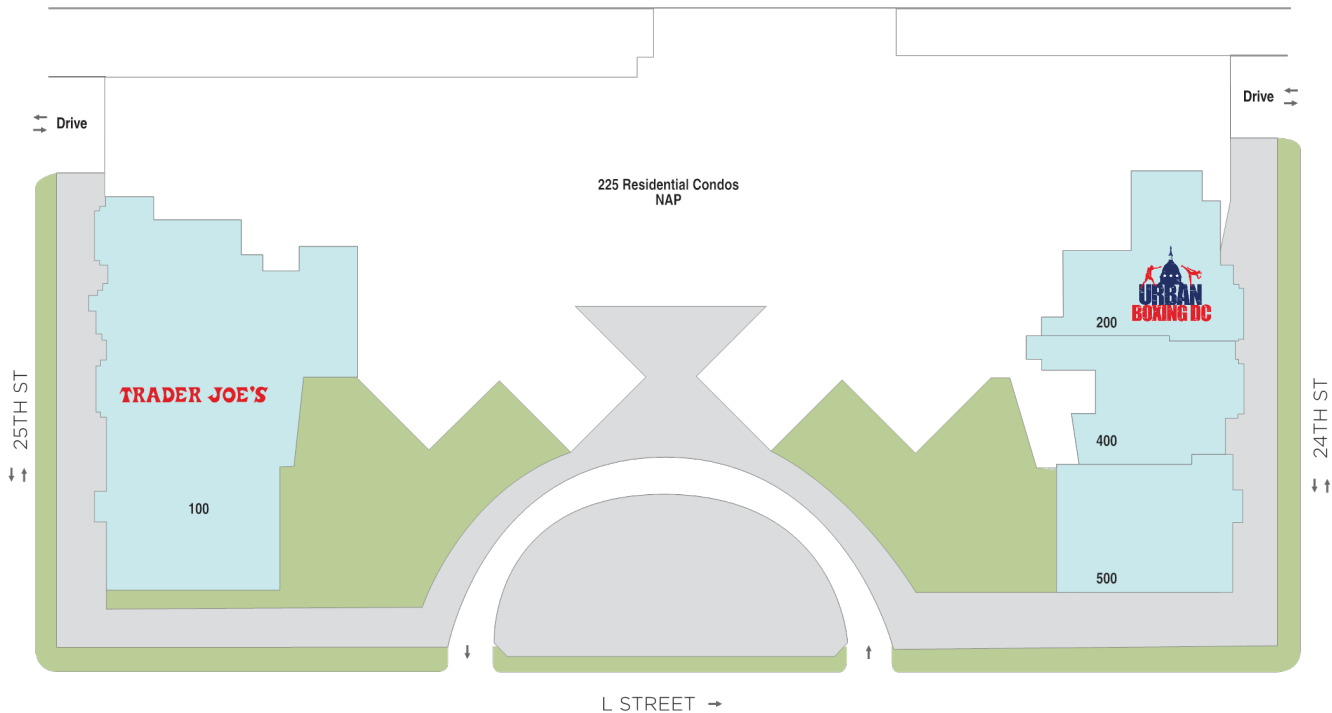 Drive
Drive
225 Residential Condos
NAP
URBAN
BOXING DC
200
25TH ST
TRADER JOE'S
24TH ST
400
100
500
L STREET